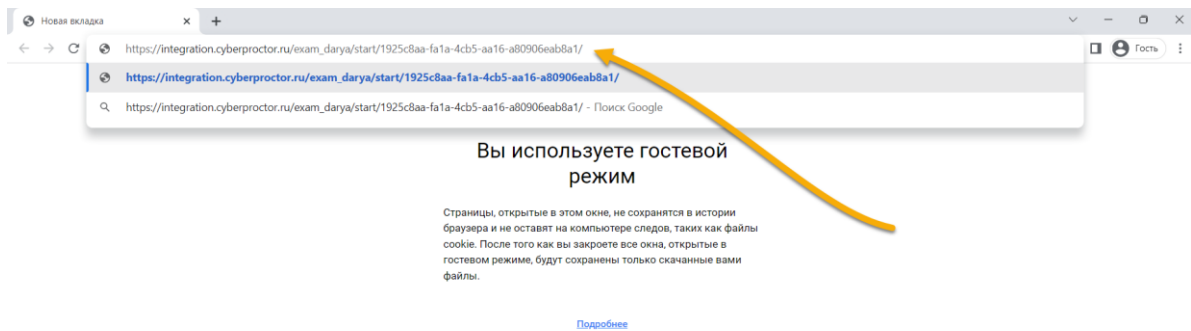 Новая вкладка
https://integration.cyberproctor.ru/exam_darya/start/1925c8aa-fa1a-4cb5-aa16-a80906eab8a1/
Гость
https://integration.cyberproctor.ru/exam_darya/start/1925c8aa-fa1a-4cb5-aa16-a80906eab8a1/
https://integration.cyberproctor.ru/exam_darya/start/1925c8aa-fa1a-4cb5-aa16-a80906eab8a1/ - Поиск Google
Вы используете гостевой
режим
Страницы, открытые в этом окне, не сохранятся в истории
браузера и не оставят на компьютере следов, таких как файлы
cookie. После того как вы закроете все окна, открытые в
гостевом режиме, будут сохранены только скачанные вами
файлы.
Подробнее